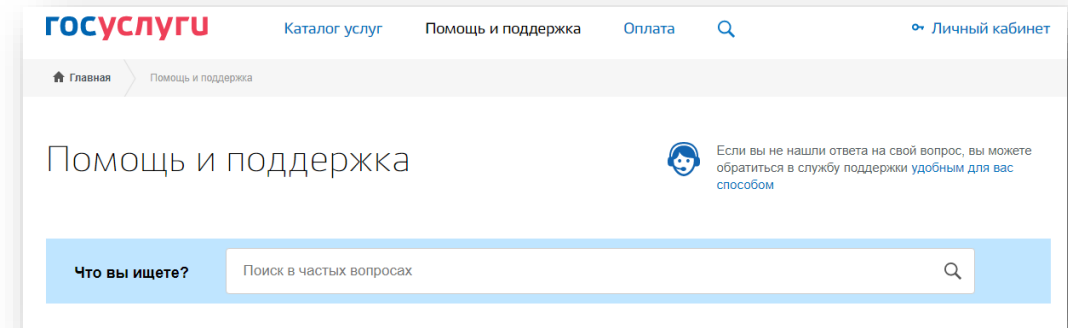 госуслуги
Каталог услуг
Помощь и поддержка
Оплата
Личный кабинет
Главная
Помощь и поддержка
Помощь и поддержка
Если вы не нашли ответа на свой вопрос, вы можете
обратиться в службу поддержки удобным для вас
способом
Что вы ищете?
Поиск в частых вопросах